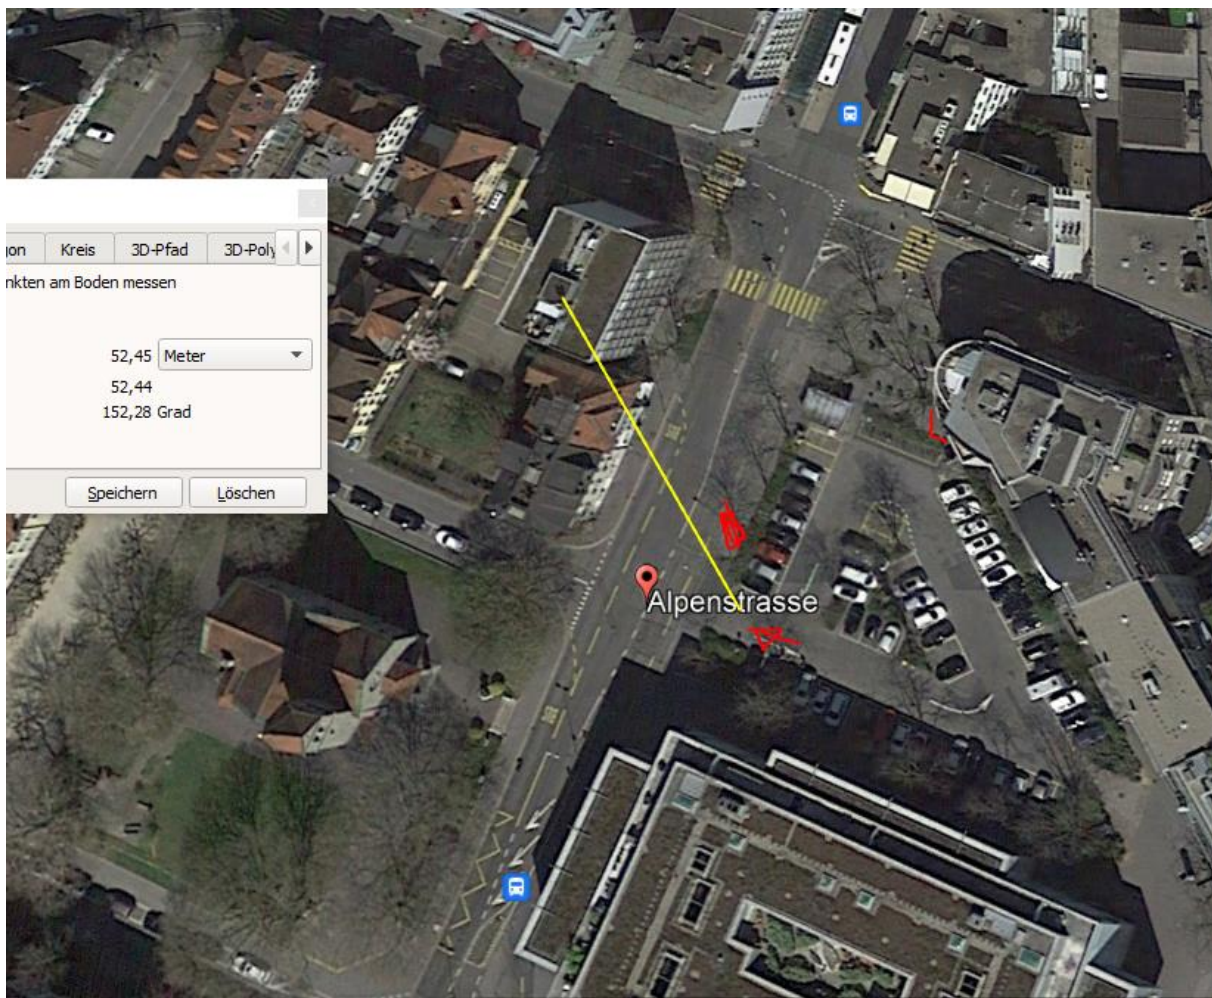 gon Kreis 3D-Pfad 3D-Poly
nkten am Boden messen
52,45 Meter
52,44
152,28 Grad
Speichern Löschen
Alpenstrasse